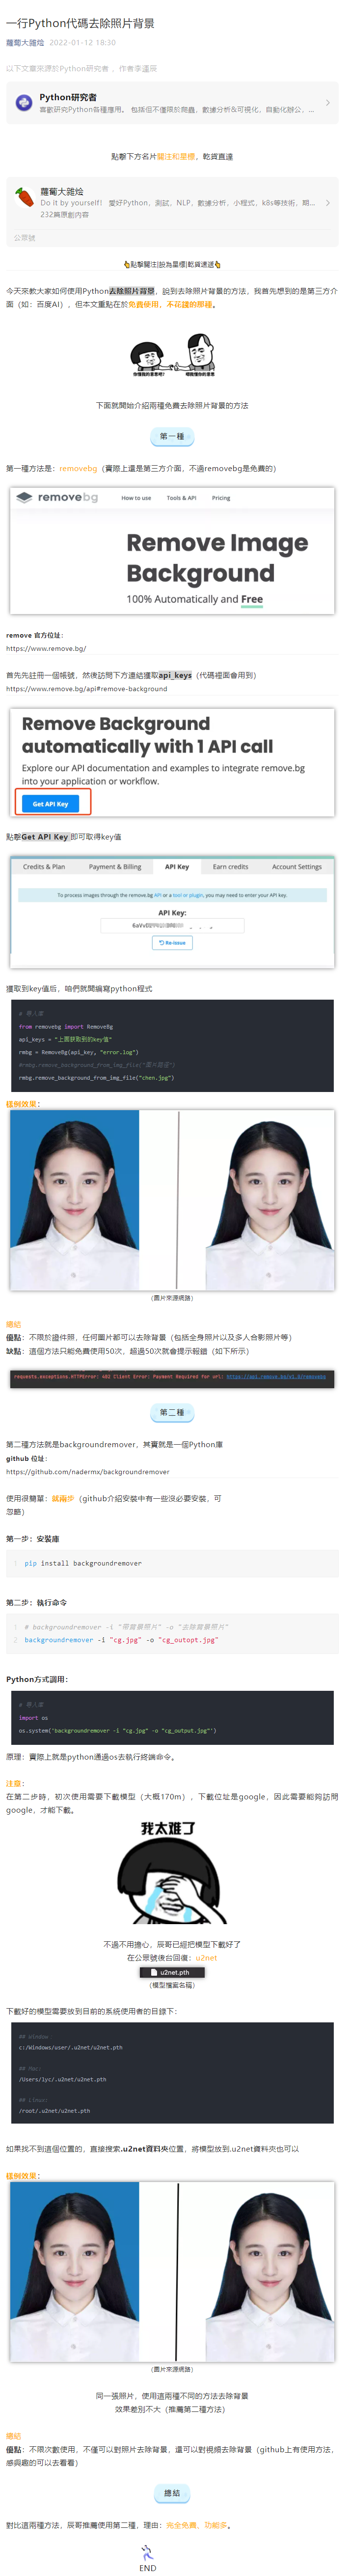 一行Python代碼去除照片背景
蘿蔔大雜燴 2022-01-12 18:30
以下文章來源於Python研究者 ，作者李運辰
Python研究者
喜歡研究Python各種應用。 包括但不僅限於爬蟲，數據分析&可視化，自動化辦公，...
點擊下方名片關注和星標，乾貨直達
蘿蔔大雜燴
Do it by yourself! 愛好Python，測試，NLP，數據分析，小程式，k8s等技術，期...
232篇原創內容
公眾號
👆點擊關注|設為星標|乾貨速遞👆
今天來教大家如何使用Python去除照片背景，說到去除照片背景的方法，我首先想到的是第三方介
面（如：百度AI），但本文重點在於免費使用，不花錢的那種。
你懂我的意思吧?
嗯我懂你的意思
下面就開始介紹兩種免費去除照片背景的方法
第一種
第一種方法是：removebg（實際上還是第三方介面，不過removebg是免費的）
removebg How to use Tools & API Pricing
Remove Image
Background
100% Automatically and Free
remove 官方位址：
https://www.remove.bg/
首先先註冊一個帳號，然後訪問下方連結獲取api_keys（代碼裡面會用到）
https://www.remove.bg/api#remove-background
Remove Background
automatically with 1 API call
Explore our API documentation and examples to integrate remove.bg
into your application or workflow.
Get API Key
點擊Get API Key 即可取得key值
Credits & Plan Payment & Billing API Key Earn credits Account Settings
To process images through the remove.bg API or a tool or plugin, you may need to enter your API key.
API Key:
Re-issue
獲取到key值后，咱們就開編寫python程式
# 導入庫
from removebg import RemoveBg
api_keys = "上面获取到的key值"
rmbg = RemoveBg(api_key, "error.log")
rmbg.remove_background_from_img_file("chen.jpg")
樣例效果：
（圖片來源網路）
總結
優點：不限於證件照，任何圖片都可以去除背景（包括全身照片以及多人合影照片等）
缺點：這個方法只能免費使用50次，超過50次就會提示報錯（如下所示）
requests.exceptions.HTTPError: 402 Client Error: Payment Required for url: https://api.remove.bg/v1.0/removebg
第二種
第二種方法就是backgroundremover，其實就是一個Python庫
github 位址：
https://github.com/nadermx/backgroundremover
使用很簡單：就兩步（github介紹安裝中有一些沒必要安裝，可
忽略）
第一步：安裝庫
1 pip install backgroundremover
第二步：執行命令
1 # backgroundremover -i "带背景照片" -o "去除背景照片"
2 backgroundremover -i "cg.jpg" -o "cg_outopt.jpg"
Python方式調用：
# 導入庫
import os
os.system('backgroundremover -i "cg.jpg" -o "cg_output.jpg"')
原理：實際上就是python通過os去執行終端命令。
注意：
在第二步時，初次使用需要下載模型（大概170m），下載位址是google，因此需要能夠訪問
google，才能下載。
我太难了
不過不用擔心，辰哥已經把模型下載好了
在公眾號後台回復：u2net
u2net.pth
（模型檔案名稱）
下載好的模型需要放到目前的系統使用者的目錄下：
## Window
c:/Windows/user/.u2net/u2net.pth
## Mac:
/Users/lyc/.u2net/u2net.pth
## Linux:
/root/.u2net/u2net.pth
如果找不到這個位置的，直接搜索.u2net資料夾位置，將模型放到.u2net資料夾也可以
樣例效果：
（圖片來源網路）
同一張照片，使用這兩種不同的方法去除背景
效果差別不大（推薦第二種方法）
總結
優點：不限次數使用，不僅可以對照片去除背景，還可以對視頻去除背景（github上有使用方法，
感興趣的可以去看看）
總結
對比這兩種方法，辰哥推薦使用第二種，理由：完全免費、功能多。
END